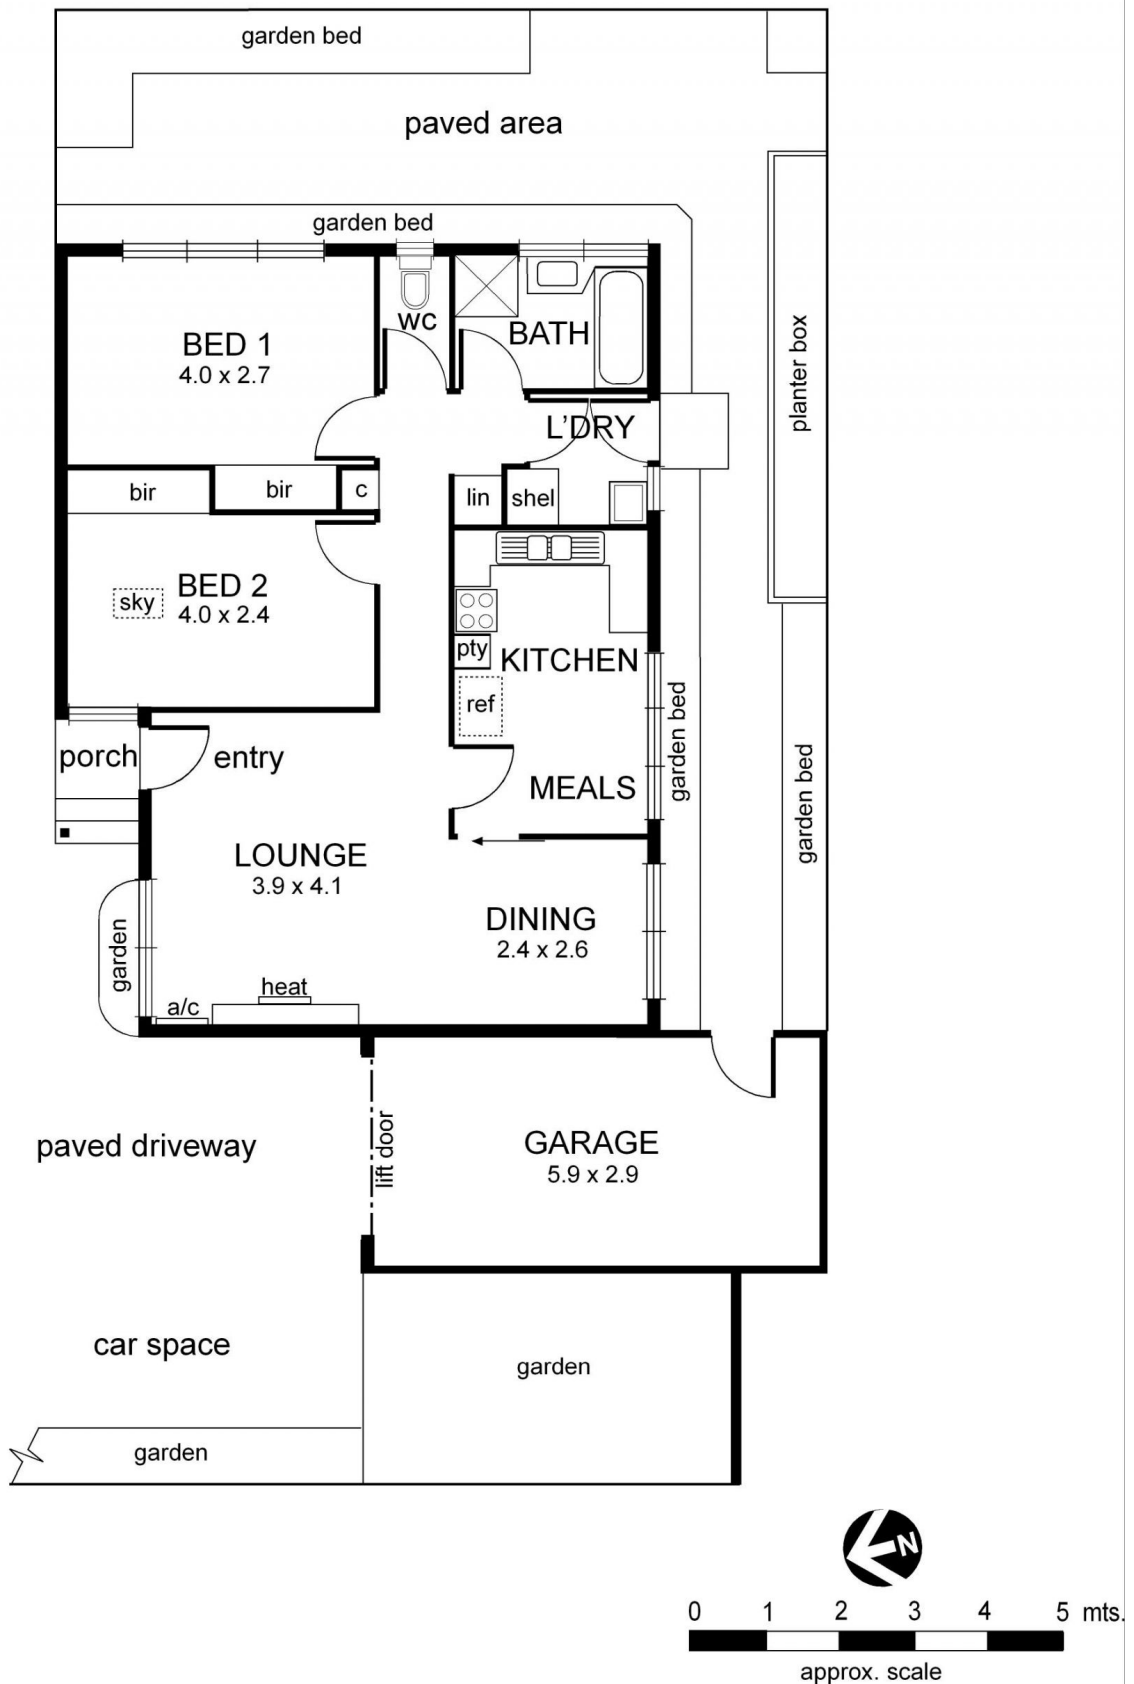 garden bed
paved area
garden bed
BED 1
4.0 x 2.7
wc
BATH
planter box
L'DRY
bir
bir
c
lin
shel
BED 2
4.0 x 2.4
sky
pty
KITCHEN
ref
garden bed
porch
entry
MEALS
garden bed
LOUNGE
3.9 x 4.1
DINING
2.4 x 2.6
garden
heat
a/c
lift door
paved driveway
GARAGE
5.9 x 2.9
car space
garden
garden
N
0 1 2 3 4 5 mts.
approx. scale